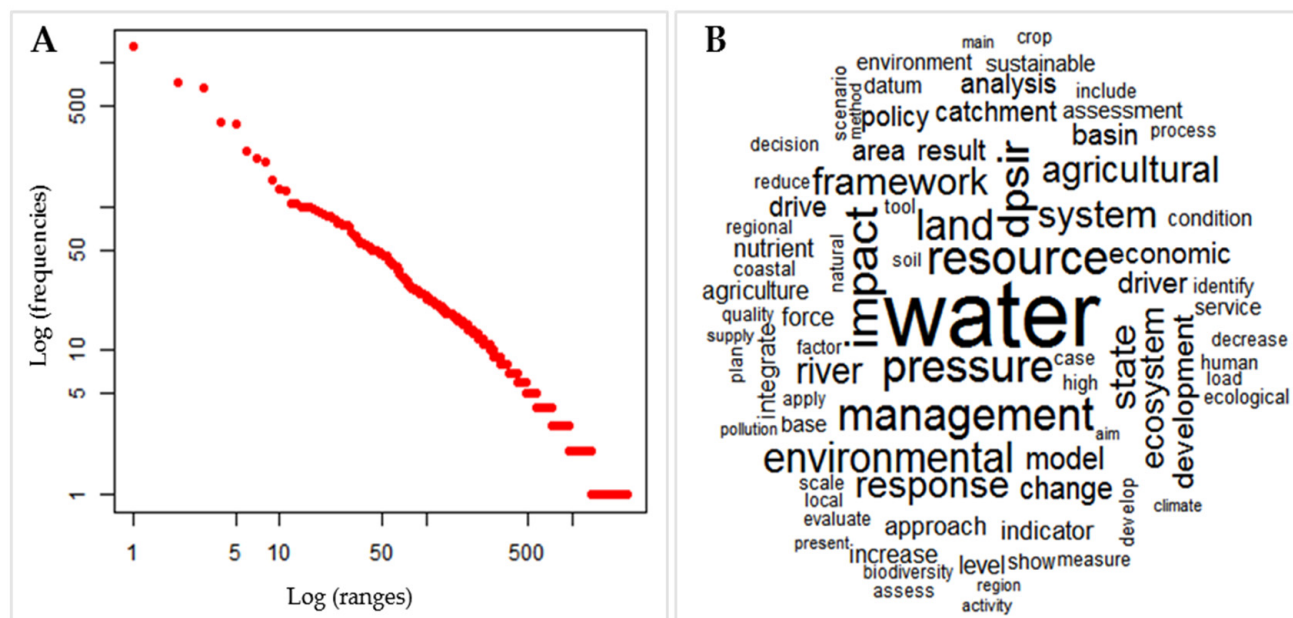 A
Log (frequencies)
500
50
10
5
1
1 5 10 50 500
Log (ranges)
B
main crop
environment sustainable
scenario method datum analysis include
policy catchment assessment
decision basin process
area result dpsir agricultural
reduce framework
drive tool land system condition
regional
nutrient natural impact soil resource economic
coastal
agriculture driver identify
quality force water service
supply plan integrate factor state ecosystem development decrease
river pressure case human
apply high load
pollution base management aim ecological
environmental model
scale response change develop climate
local
evaluate approach indicator
present increase level show measure
biodiversity region
assess activity